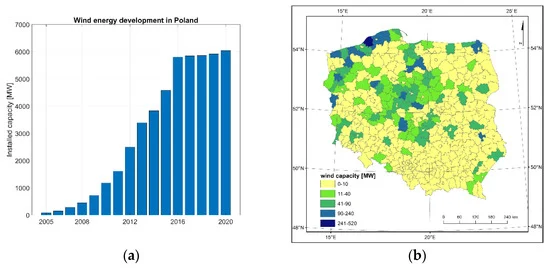 Wind energy development in Poland
7000
6000
5000
4000
3000
2000
1000
0
Installed capacity [MW]
2005
2008
2012
2016
2020
(a)
15°E
20°E
54°N
54°N
52°N
52°N
50°N
50°N
48°N
48°N
wind capacity [MW]
0-10
11-40
41-90
90-240
241-520
0 60 120 180 240 km
15°E
20°E
(b)